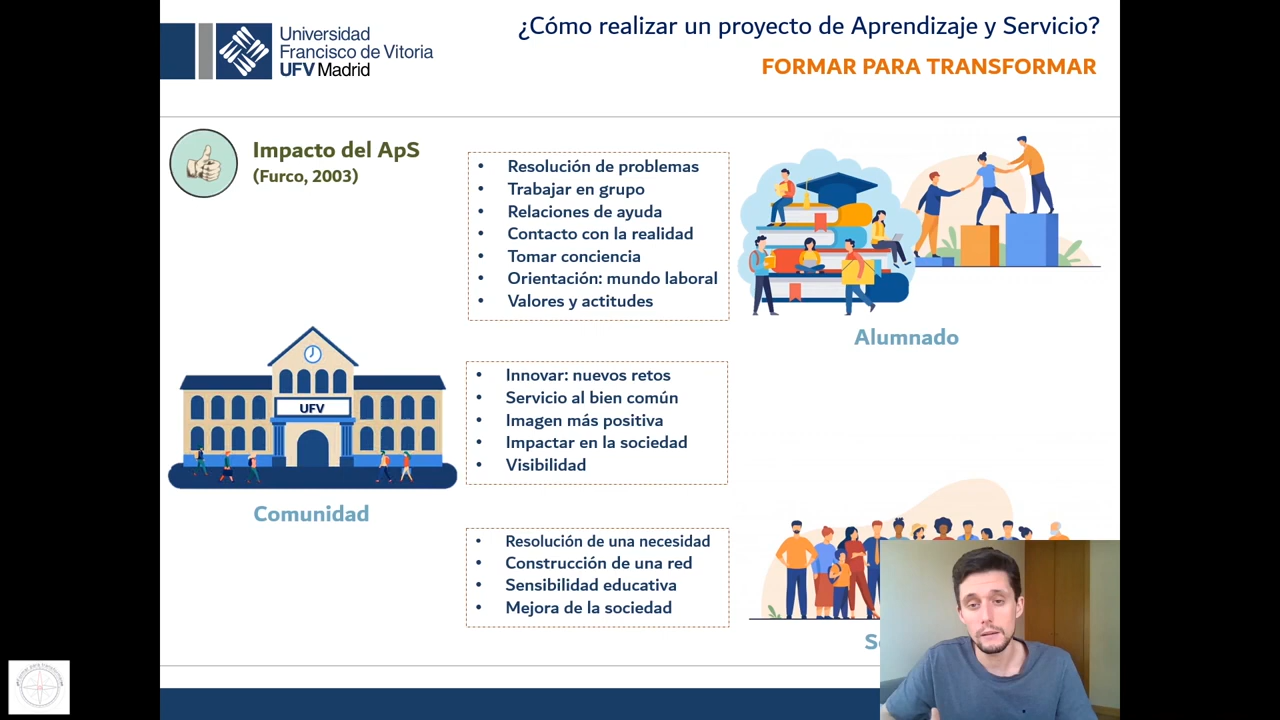 Universidad
Francisco de Vitoria
UFV Madrid
¿Cómo realizar un proyecto de Aprendizaje y Servicio?
FORMAR PARA TRANSFORMAR
Impacto del ApS
(Furco, 2003)
• Resolución de problemas
• Trabajar en grupo
• Relaciones de ayuda
• Contacto con la realidad
• Tomar conciencia
• Orientación: mundo laboral
• Valores y actitudes
Alumnado
UFV
Comunidad
• Innovar: nuevos retos
• Servicio al bien común
• Imagen más positiva
• Impactar en la sociedad
• Visibilidad
• Resolución de una necesidad
• Construcción de una red
• Sensibilidad educativa
• Mejora de la sociedad